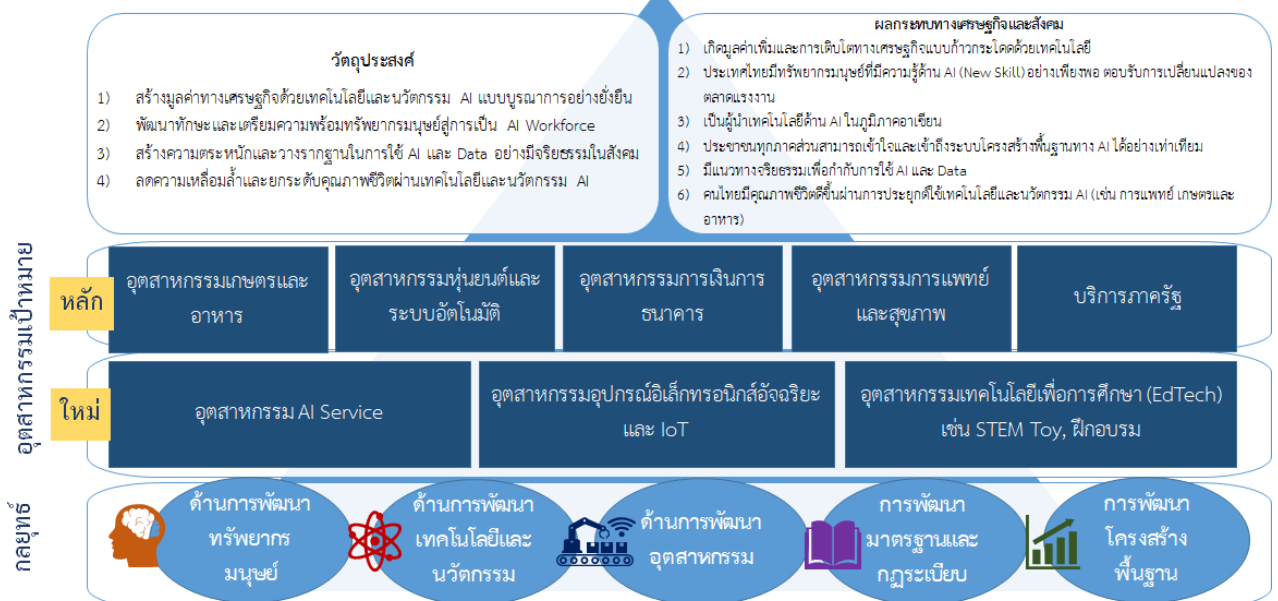 วัตถุประสงค์
1) สร้างมูลค่าทางเศรษฐกิจด้วยเทคโนโลยีและนวัตกรรม AI แบบบูรณาการอย่างยั่งยืน
2) พัฒนาทักษะและเตรียมความพร้อมทรัพยากรมนุษย์สู่การเป็น AI Workforce
3) สร้างความตระหนักและวางรากฐานในการใช้ AI และ Data อย่างมีจริยธรรมในสังคม
4) ลดความเหลื่อมล้ำและยกระดับคุณภาพชีวิตผ่านเทคโนโลยีและนวัตกรรม AI
ผลกระทบทางเศรษฐกิจและสังคม
1) เกิดมูลค่าเพิ่มและการเติบโตทางเศรษฐกิจแบบก้าวกระโดดด้วยเทคโนโลยี
2) ประเทศไทยมีทรัพยากรมนุษย์ที่มีความรู้ด้าน AI (New Skill) อย่างเพียงพอ ตอบรับการเปลี่ยนแปลงของ
ตลาดแรงงาน
3) เป็นผู้นำเทคโนโลยีด้าน AI ในภูมิภาคอาเซียน
4) ประชาชนทุกภาคส่วนสามารถเข้าใจและเข้าถึงระบบโครงสร้างพื้นฐานทาง AI ได้อย่างเท่าเทียม
5) มีแนวทางจริยธรรมเพื่อกำกับการใช้ AI และ Data
6) คนไทยมีคุณภาพชีวิตดีขึ้นผ่านการประยุกต์ใช้เทคโนโลยีและนวัตกรรม AI (เช่น การแพทย์ เกษตรและ
อาหาร)
อุตสาหกรรมเป้าหมาย
หลัก
อุตสาหกรรมเกษตรและ
อาหาร
อุตสาหกรรมหุ่นยนต์และ
ระบบอัตโนมัติ
อุตสาหกรรมการเงินการ
ธนาคาร
อุตสาหกรรมการแพทย์
และสุขภาพ
บริการภาครัฐ
ใหม่
อุตสาหกรรม AI Service
อุตสาหกรรมอุปกรณ์อิเล็กทรอนิกส์อัจฉริยะ
และ IoT
อุตสาหกรรมเทคโนโลยีเพื่อการศึกษา (EdTech)
เช่น STEM Toy, ฝึกอบรม
กลยุทธ์
ด้านการพัฒนา
ทรัพยากร
มนุษย์
ด้านการพัฒนา
เทคโนโลยีและ
นวัตกรรม
ด้านการพัฒนา
อุตสาหกรรม
การพัฒนา
มาตรฐานและ
กฎระเบียบ
การพัฒนา
โครงสร้าง
พื้นฐาน